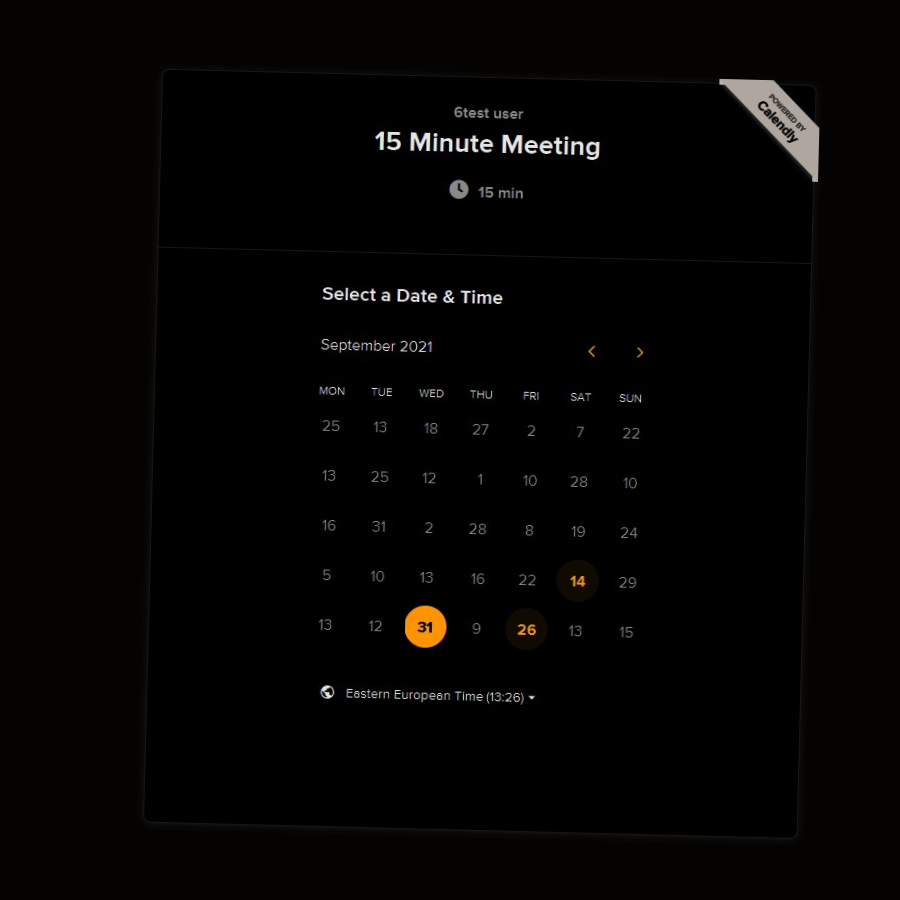 POWERED BY
Calendly
6test user
15 Minute Meeting
15 min
Select a Date & Time
September 2021
MON TUE WED THU FRI SAT SUN
25 13 18 27 2 7 22
13 25 12 1 10 28 10
16 31 2 28 8 19 24
5 10 13 16 22 14 29
13 12 31 9 26 13 15
Eastern European Time (13:26)